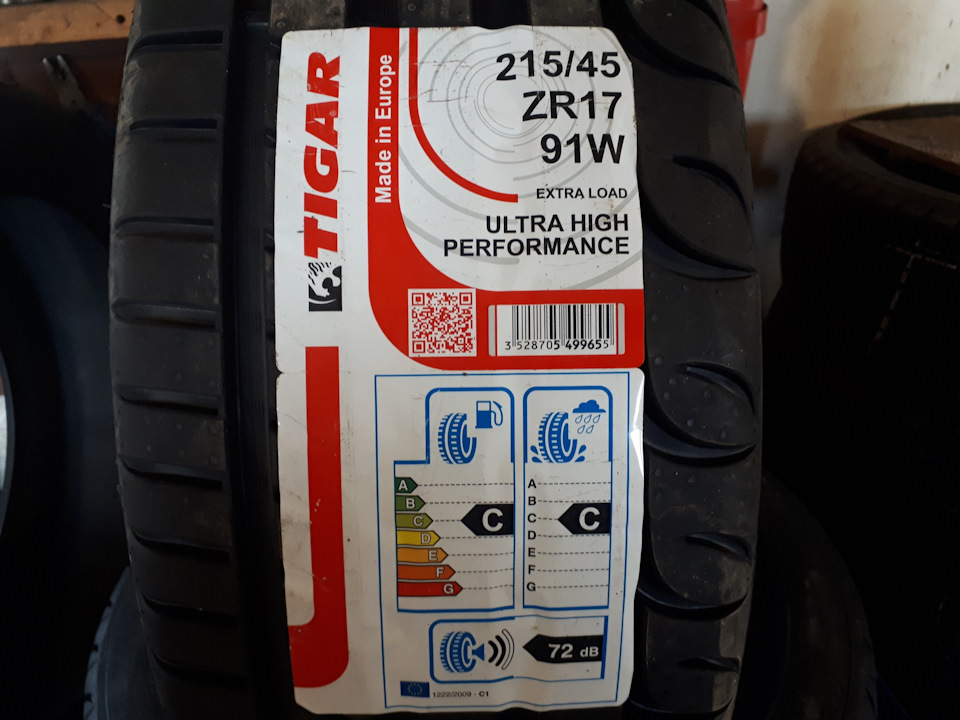 TIGAR
Made in Europe
215/45
ZR17
91W
EXTRA LOAD
ULTRA HIGH
PERFORMANCE
3 528705 499655
A
B
C
D
E
F
G
C
A
B
C
D
E
F
G
C
72 dB
1222/2009 - C1